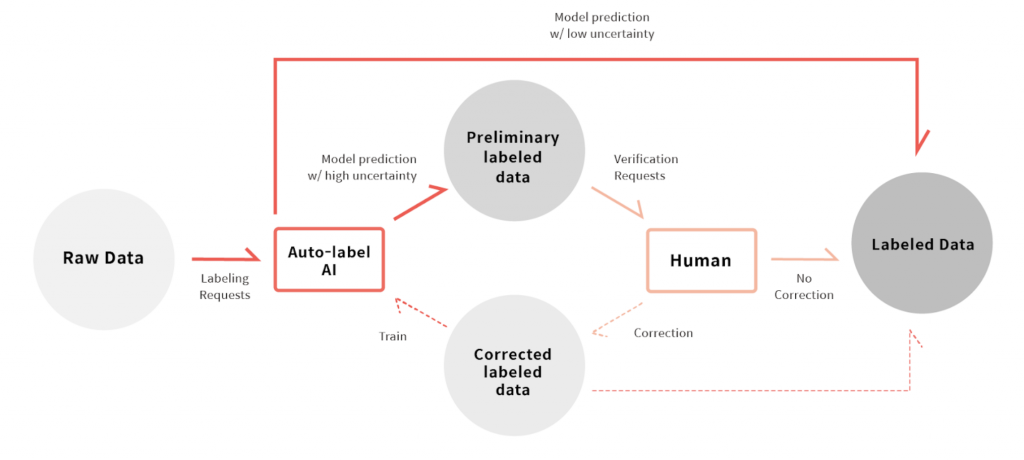 Model prediction
w/ low uncertainty
Preliminary
labeled
data
Model prediction
w/ high uncertainty
Verification
Requests
Raw Data
Labeling
Requests
Auto-label
AI
Human
No
Correction
Labeled Data
Train
Correction
Corrected
labeled
data